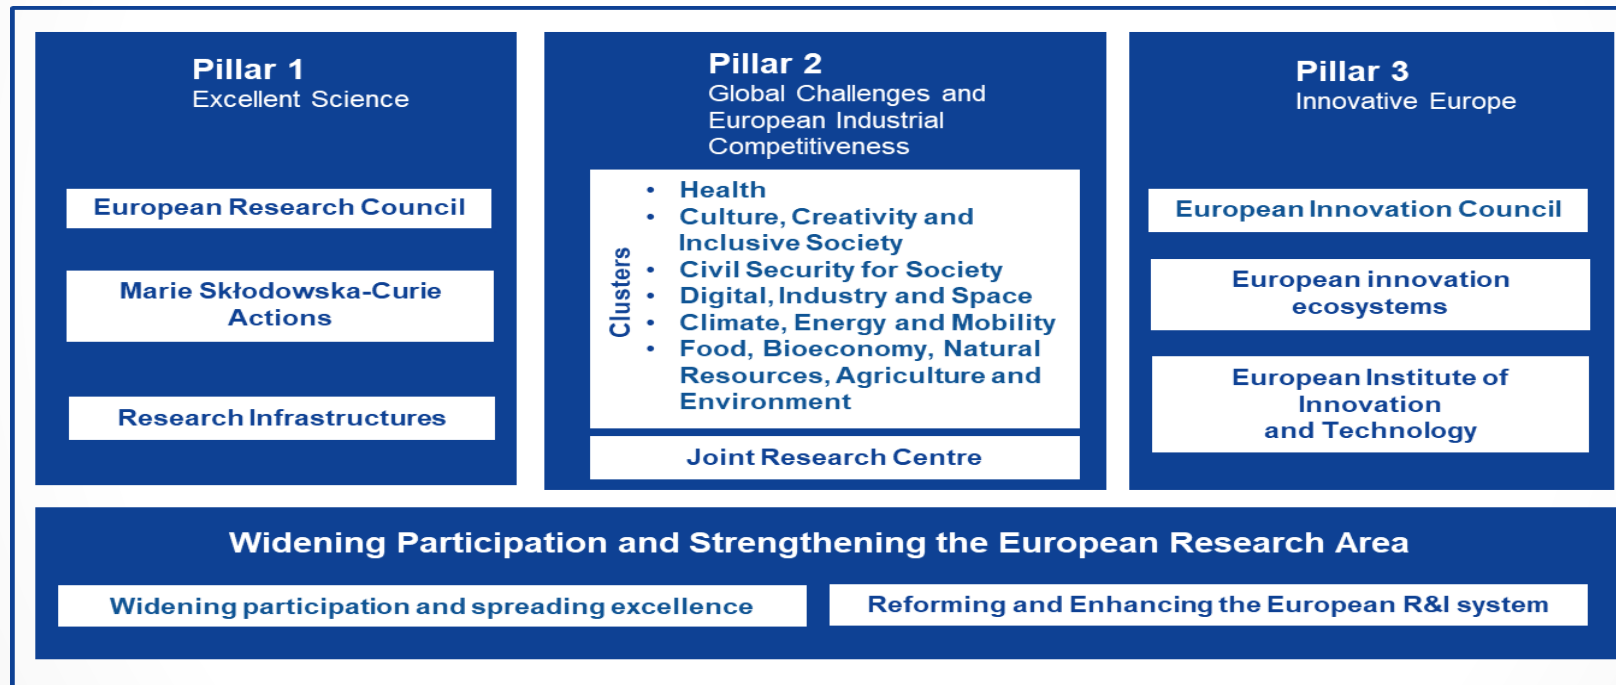 Pillar 1
Excellent Science
European Research Council
Marie Skłodowska-Curie
Actions
Research Infrastructures
Pillar 2
Global Challenges and
European Industrial
Competitiveness
Clusters
• Health
• Culture, Creativity and
Inclusive Society
• Civil Security for Society
• Digital, Industry and Space
• Climate, Energy and Mobility
• Food, Bioeconomy, Natural
Resources, Agriculture and
Environment
Joint Research Centre
Pillar 3
Innovative Europe
European Innovation Council
European innovation
ecosystems
European Institute of
Innovation
and Technology
Widening Participation and Strengthening the European Research Area
Widening participation and spreading excellence
Reforming and Enhancing the European R&I system